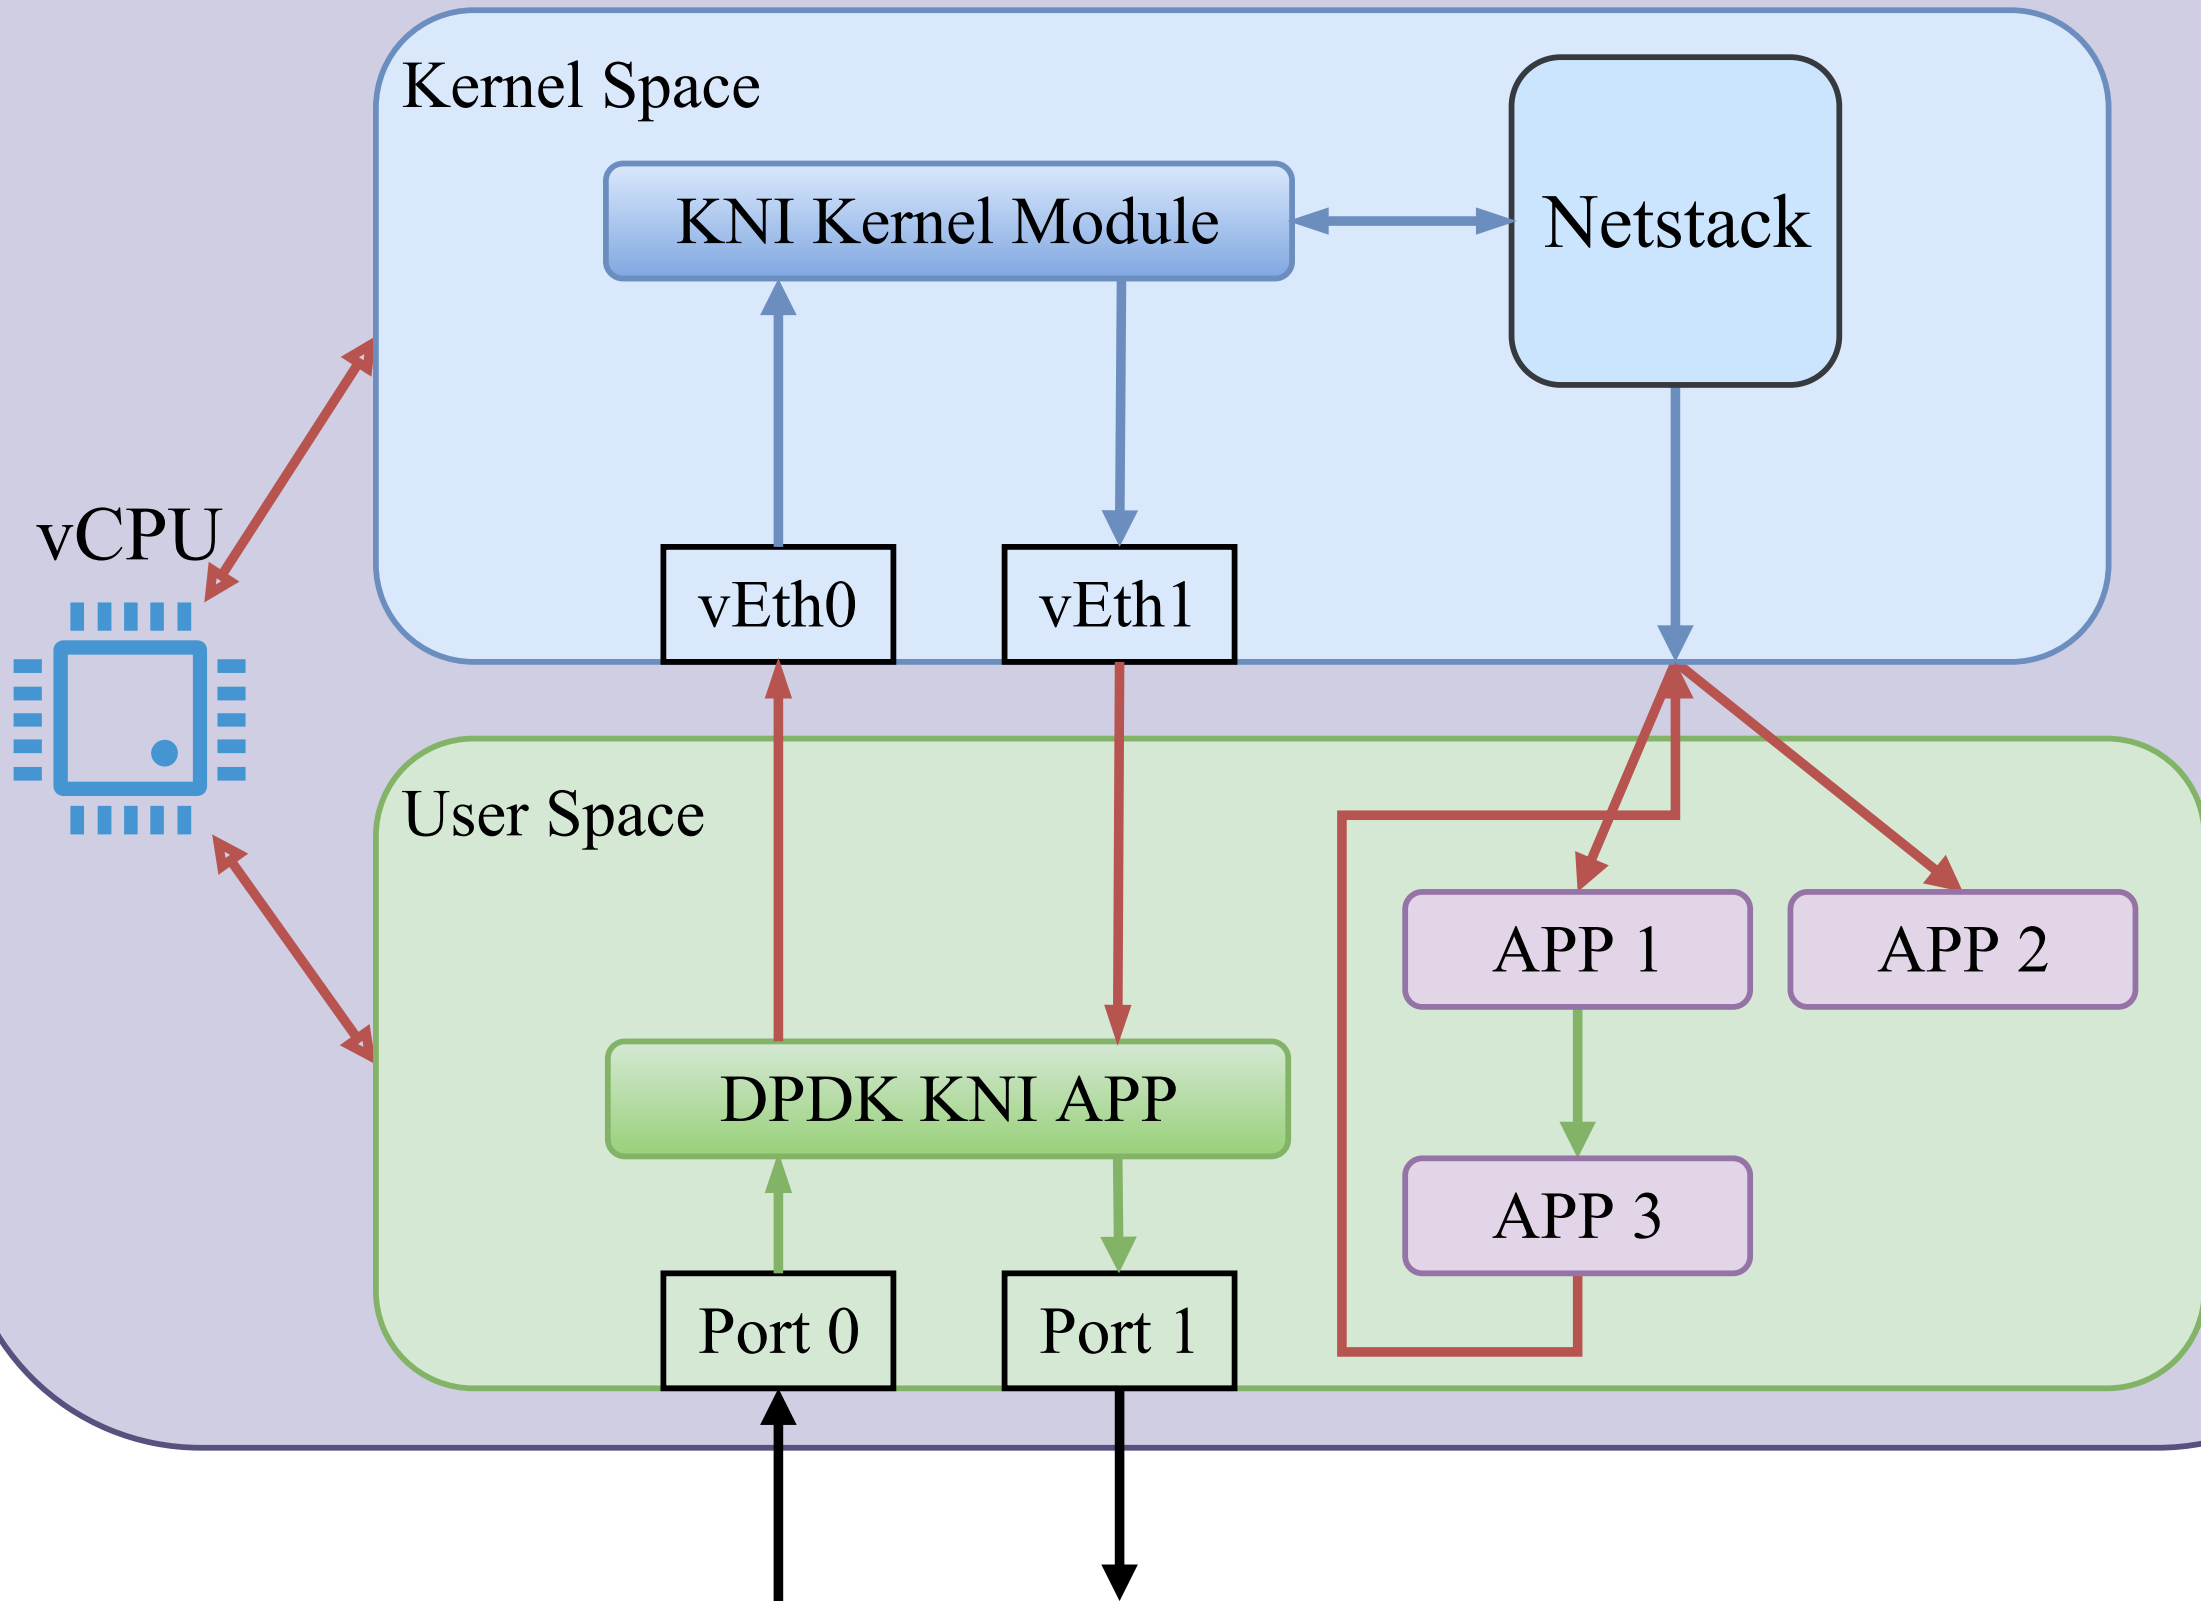 Kernel Space
KNI Kernel Module
Netstack
vCPU
vEth0
vEth1
User Space
APP 1
APP 2
DPDK KNI APP
APP 3
Port 0
Port 1